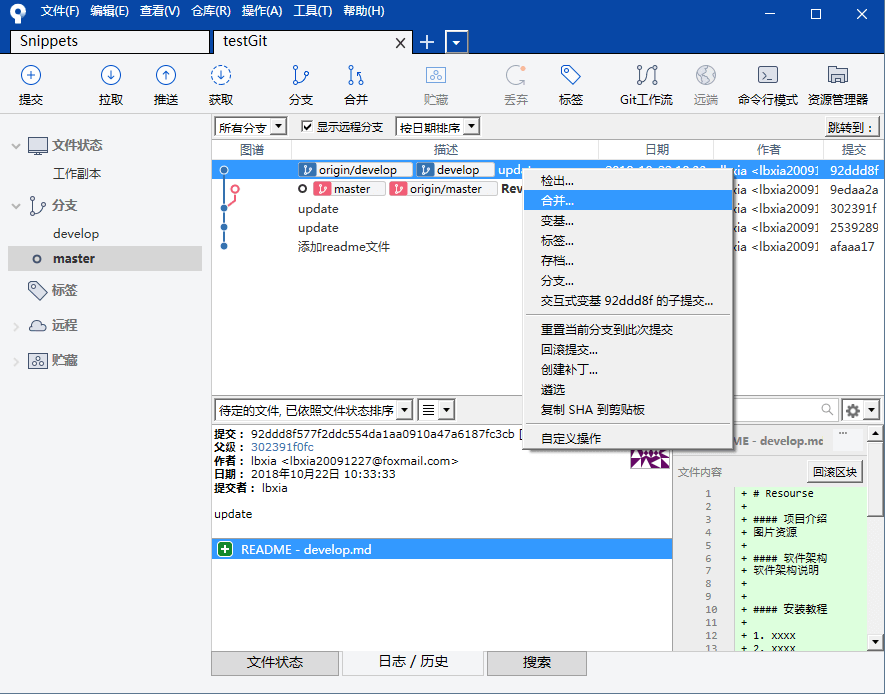 文件(F) 编辑(E) 查看(V) 仓库(R) 操作(A) 工具(T) 帮助(H)
Snippets testGit
提交 拉取 推送 获取 分支 合并 贮藏 丢弃 标签 Git工作流 远端 命令行模式 资源管理器
所有分支 显示远程分支 按日期排序 跳转到：
图谱 描述 日期 作者 提交
origin/develop develop <lbxia20091 92ddd8f
master origin/master Rev <lbxia20091 9edaa2a
update <lbxia20091 302391f
update <lbxia20091 2539289
添加readme文件 <lbxia20091 afaaa17
文件状态
工作副本
分支
develop
master
标签
远程
贮藏
检出...
合并...
变基...
标签...
存档...
分支...
交互式变基 92ddd8f 的子提交...
重置当前分支到此次提交
回滚提交...
创建补丁...
遴选
复制 SHA 到剪贴板
自定义操作
待定的文件, 已依照文件状态排序
提交： 92ddd8f577f2ddc554da1aa0910a47a6187fc3cb [
父级： 302391f0fc
作者： lbxia <lbxia20091227@foxmail.com>
日期： 2018年10月22日 10:33:33
提交者： lbxia
update
README - develop.md
ME - develop.mc ...
文件内容 回滚区块
1 + # Resourse
2 +
3 + #### 项目介绍
4 + 图片资源
5 +
6 + #### 软件架构
7 + 软件架构说明
8 +
9 +
10 + #### 安装教程
11 +
12 + 1. xxxx
13 + 2. xxxx
文件状态 日志 / 历史 搜索